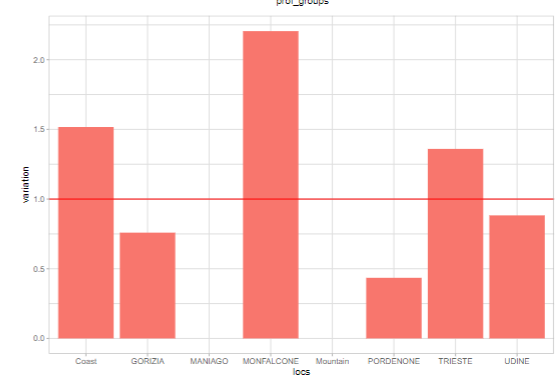 prof_groups
2.0
1.5
1.0
0.5
0.0
variation
Coast GORIZIA MANIAGO MONFALCONE Mountain PORDENONE TRIESTE UDINE
locs